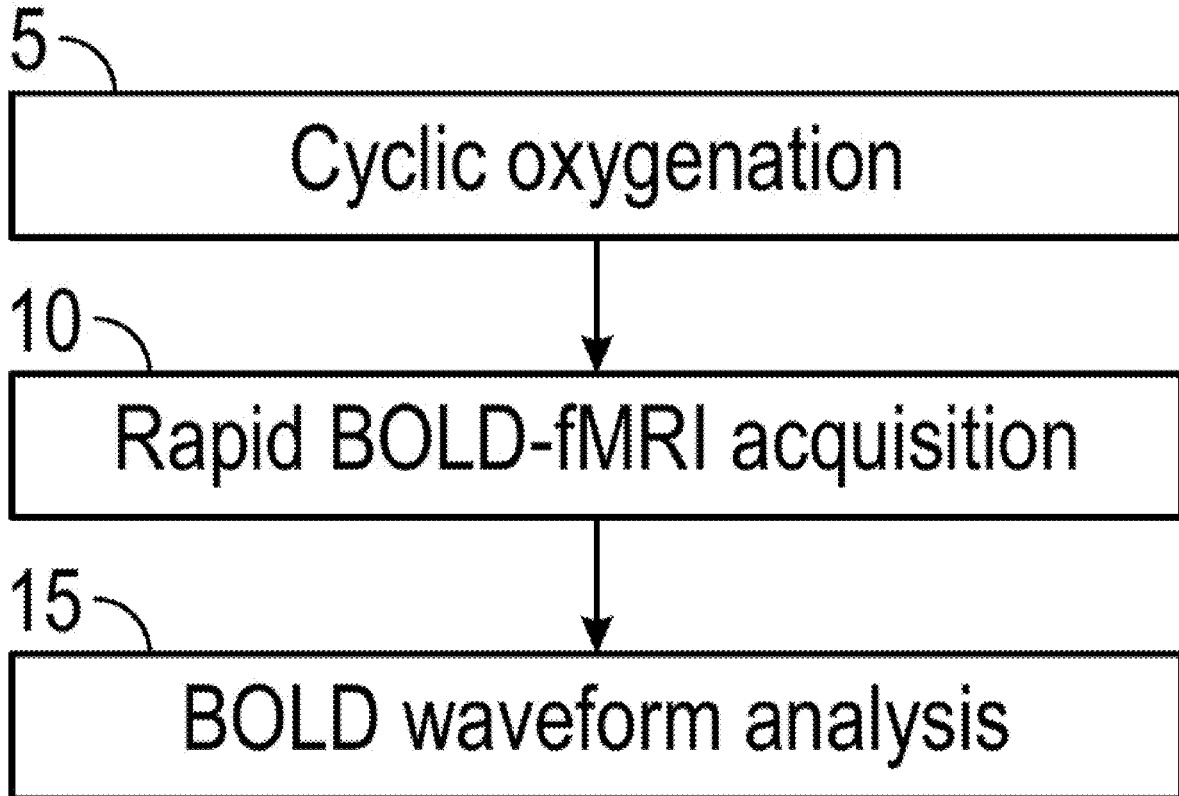 5
Cyclic oxygenation
10
Rapid BOLD-fMRI acquisition
15
BOLD waveform analysis